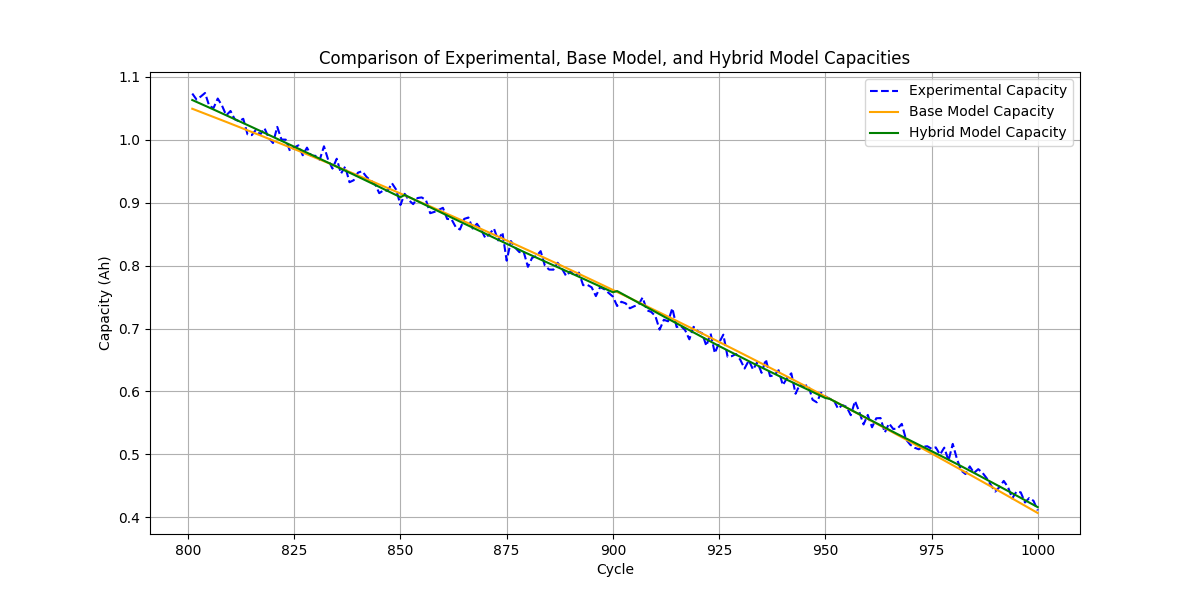 Comparison of Experimental, Base Model, and Hybrid Model Capacities
Experimental Capacity
Base Model Capacity
Hybrid Model Capacity
Capacity (Ah)
1.1
1.0
0.9
0.8
0.7
0.6
0.5
0.4
800 825 850 875 900 925 950 975 1000
Cycle